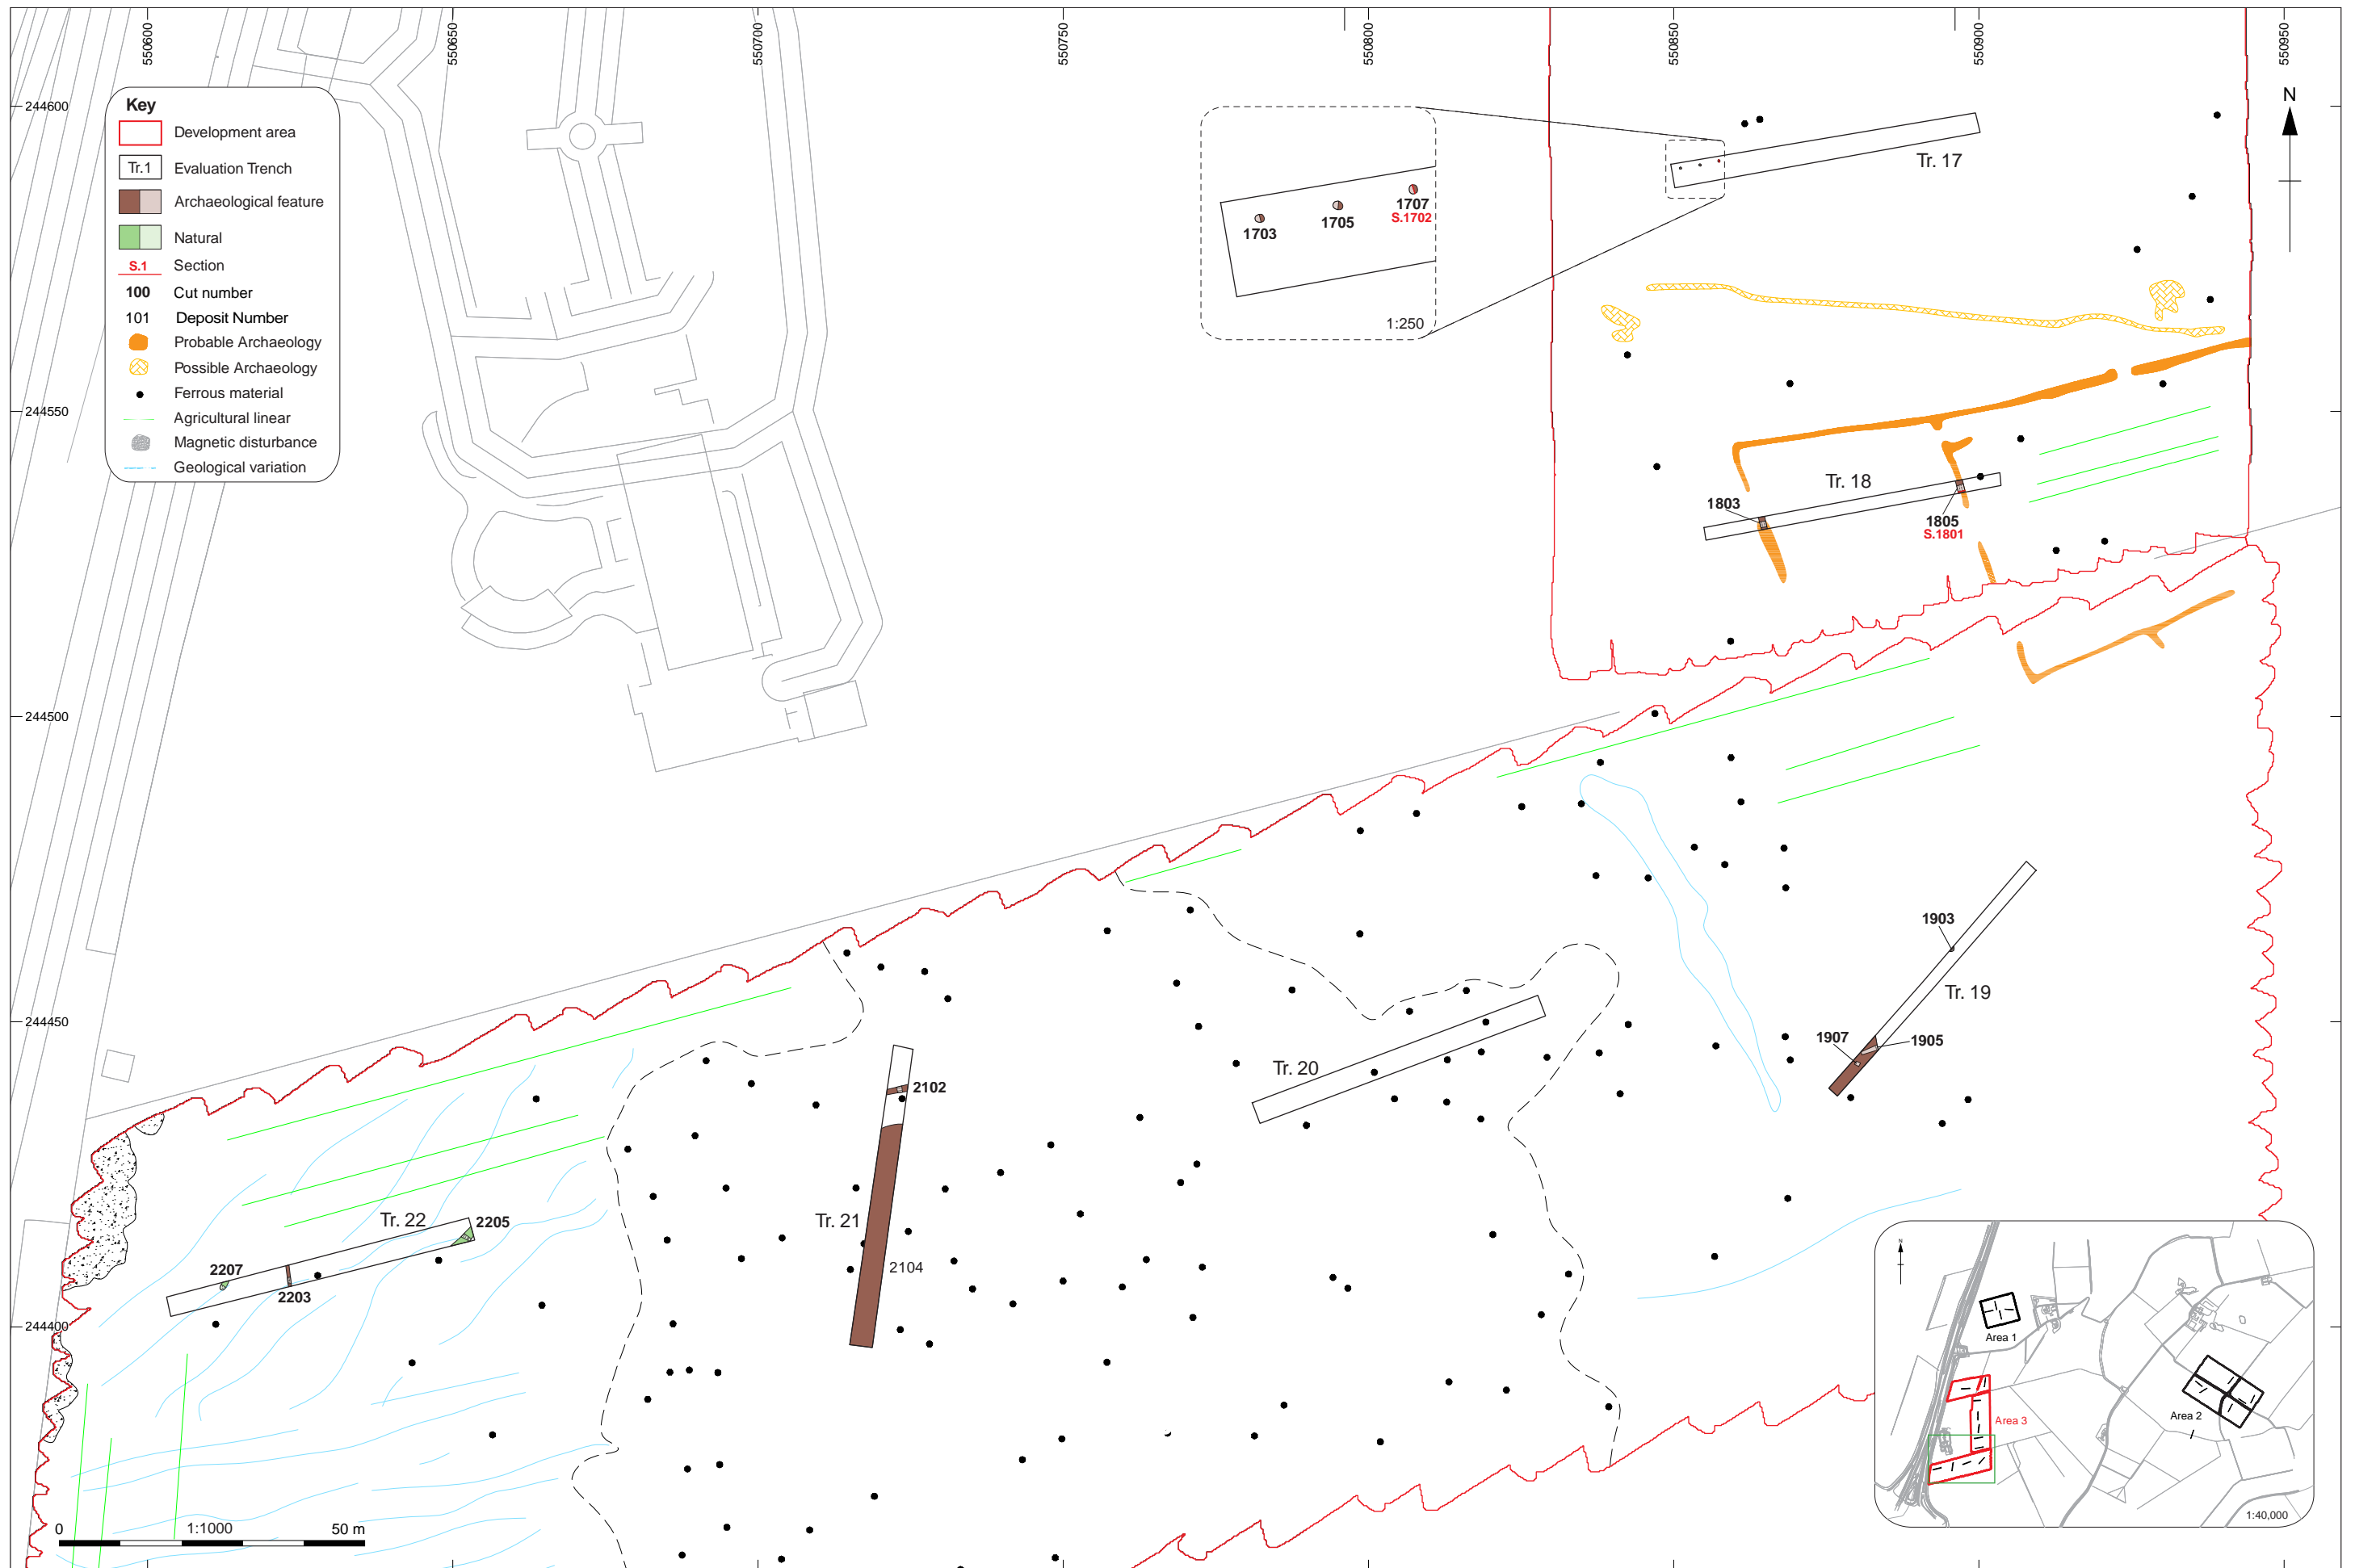 550600
550650
550700
550750
550800
550850
550900
550950
244600
244550
244500
244450
244400
Key
Development area
Tr.1 Evaluation Trench
Archaeological feature
Natural
S.1 Section
100 Cut number
101 Deposit Number
Probable Archaeology
Possible Archaeology
Ferrous material
Agricultural linear
Magnetic disturbance
Geological variation
N
1703
1705
1707
S.1702
1:250
Tr. 17
Tr. 18
1803
1805
S.1801
1903
Tr. 19
1907
1905
Tr. 20
2102
Tr. 21
2104
Tr. 22
2205
2207
2203
0 1:1000 50 m
N
Area 1
Area 3
Area 2
1:40,000